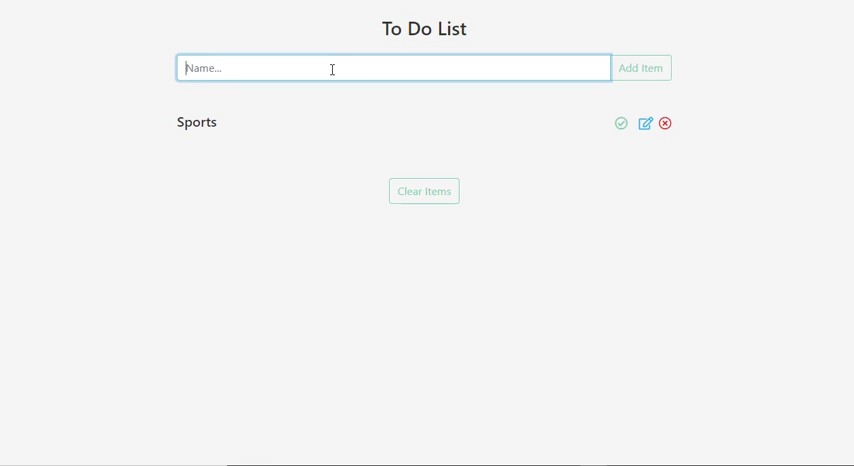 To Do List
Name...
Add Item
Sports
Clear Items